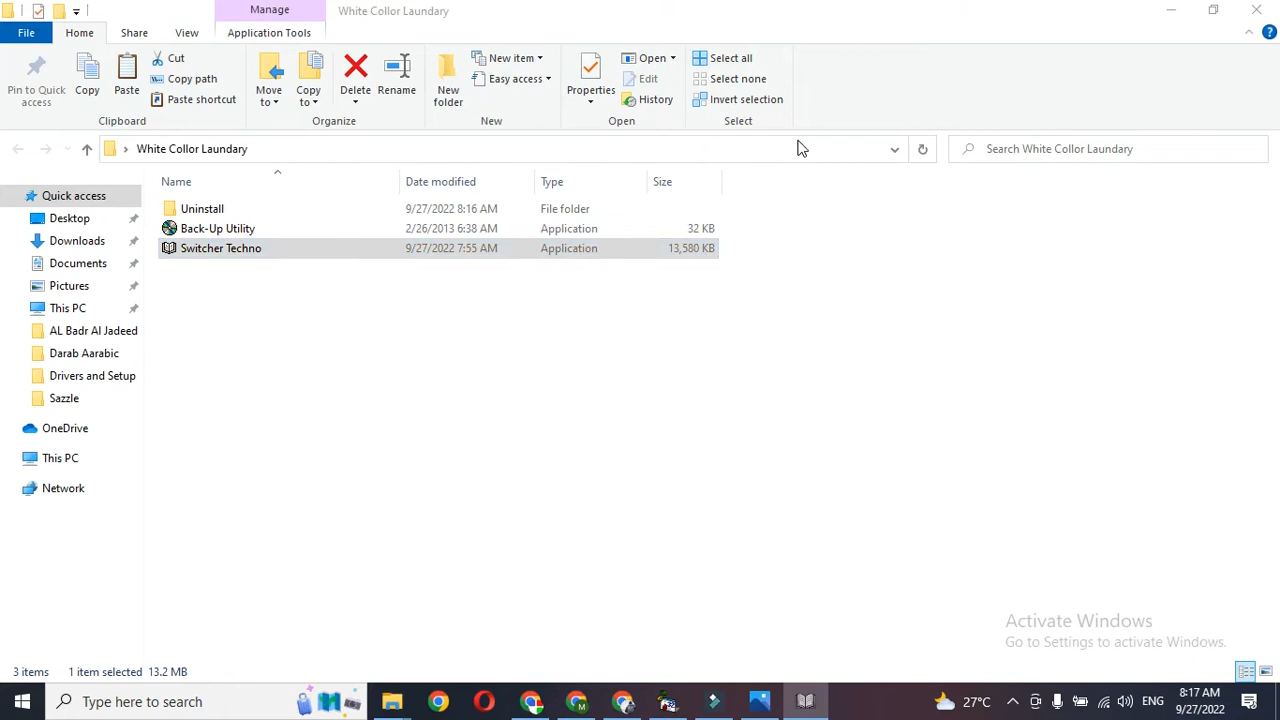 Manage
White Collor Laundary
File
Home
Share
View
Application Tools
Pin to Quick access
Copy
Paste
Cut
Copy path
Paste shortcut
Clipboard
Move to
Copy to
Delete
Rename
Organize
New folder
New item
Easy access
New
Properties
Open
Edit
History
Open
Select all
Select none
Invert selection
Select
White Collor Laundary
Search White Collor Laundary
Name
Date modified
Type
Size
Quick access
Desktop
Downloads
Documents
Pictures
This PC
AL Badr Al Jadeed
Darab Aarabic
Drivers and Setup
Sazzle
OneDrive
This PC
Network
Uninstall 9/27/2022 8:16 AM File folder
Back-Up Utility 2/26/2013 6:38 AM Application 32 KB
Switcher Techno 9/27/2022 7:55 AM Application 13,580 KB
Activate Windows
Go to Settings to activate Windows.
3 items 1 item selected 13.2 MB
Type here to search
27°C
ENG
8:17 AM
9/27/2022